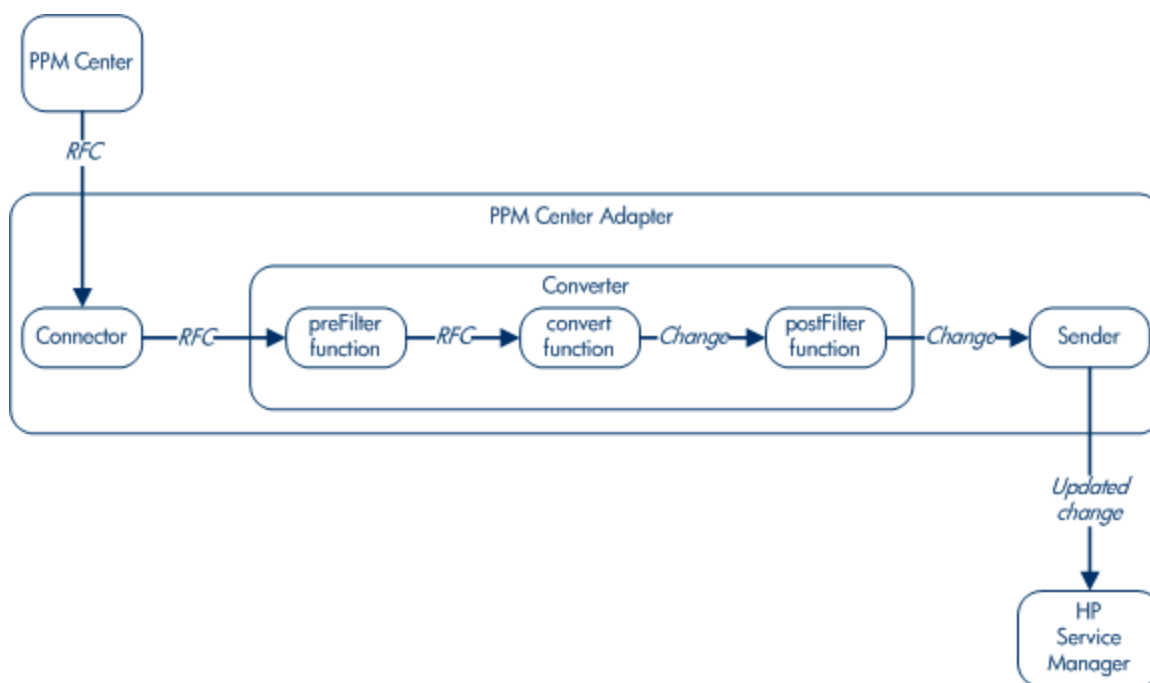 PPM Center
RFC
PPM Center Adapter
Converter
Connector
RFC
preFilter
function
RFC
convert
function
Change
postFilter
function
Change
Sender
Updated
change
HP
Service
Manager